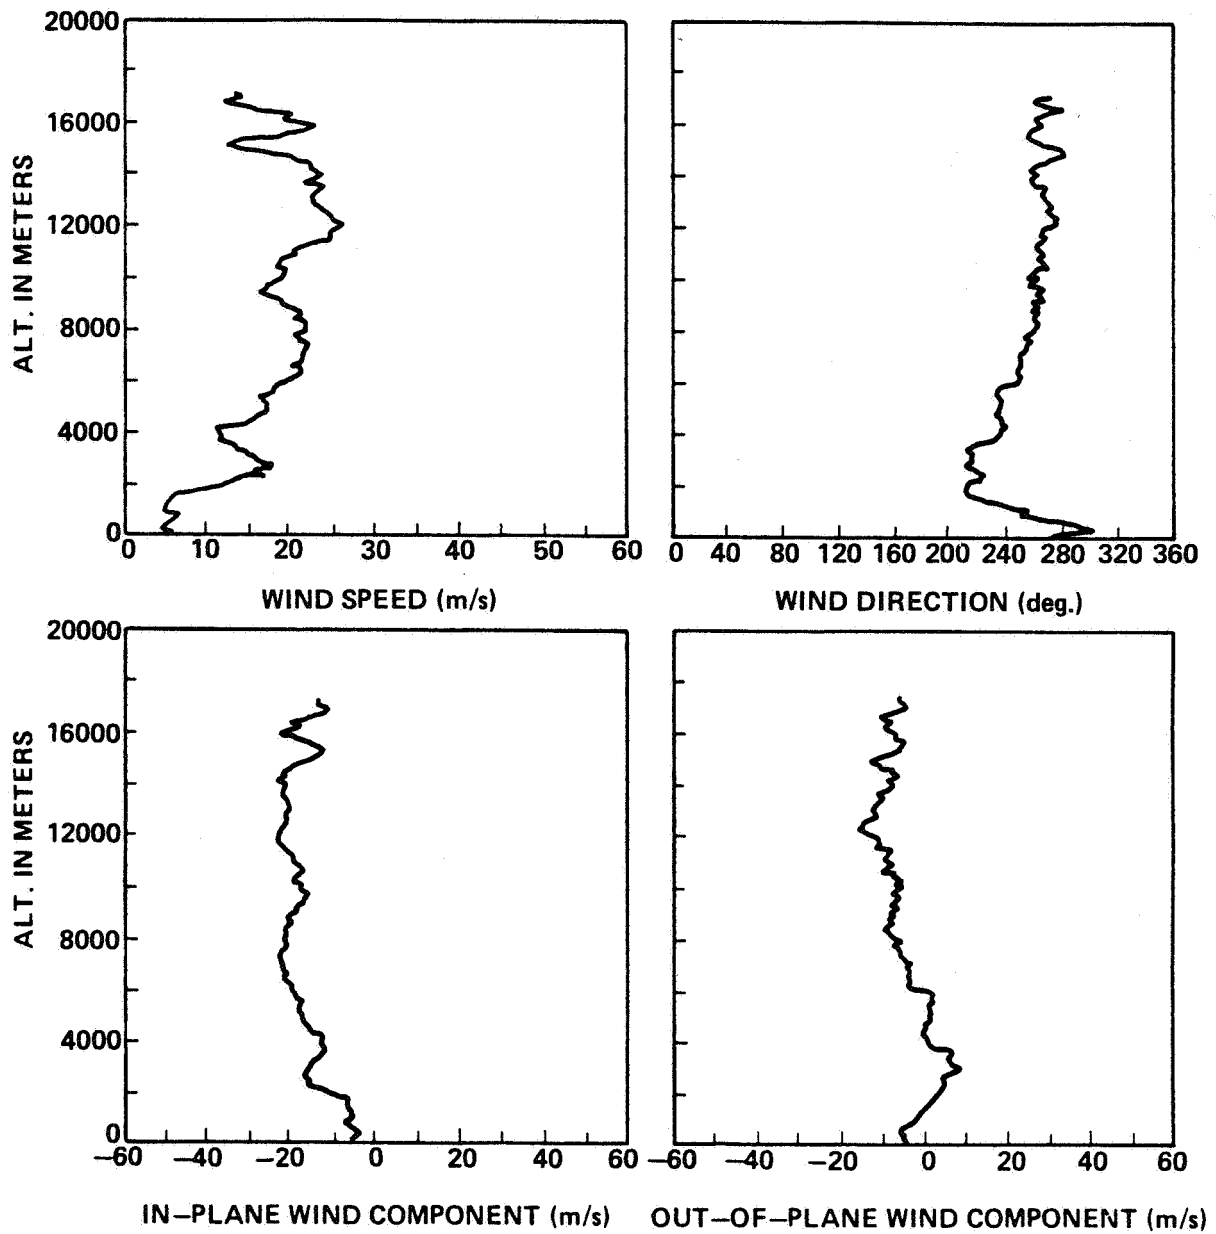 20000
16000
12000
8000
4000
0
ALT. IN METERS
0 10 20 30 40 50 60
WIND SPEED (m/s)
0 40 80 120 160 200 240 280 320 360
WIND DIRECTION (deg.)
20000
16000
12000
8000
4000
0
ALT. IN METERS
−60 −40 −20 0 20 40 60
IN−PLANE WIND COMPONENT (m/s)
−60 −40 −20 0 20 40 60
OUT−OF−PLANE WIND COMPONENT (m/s)